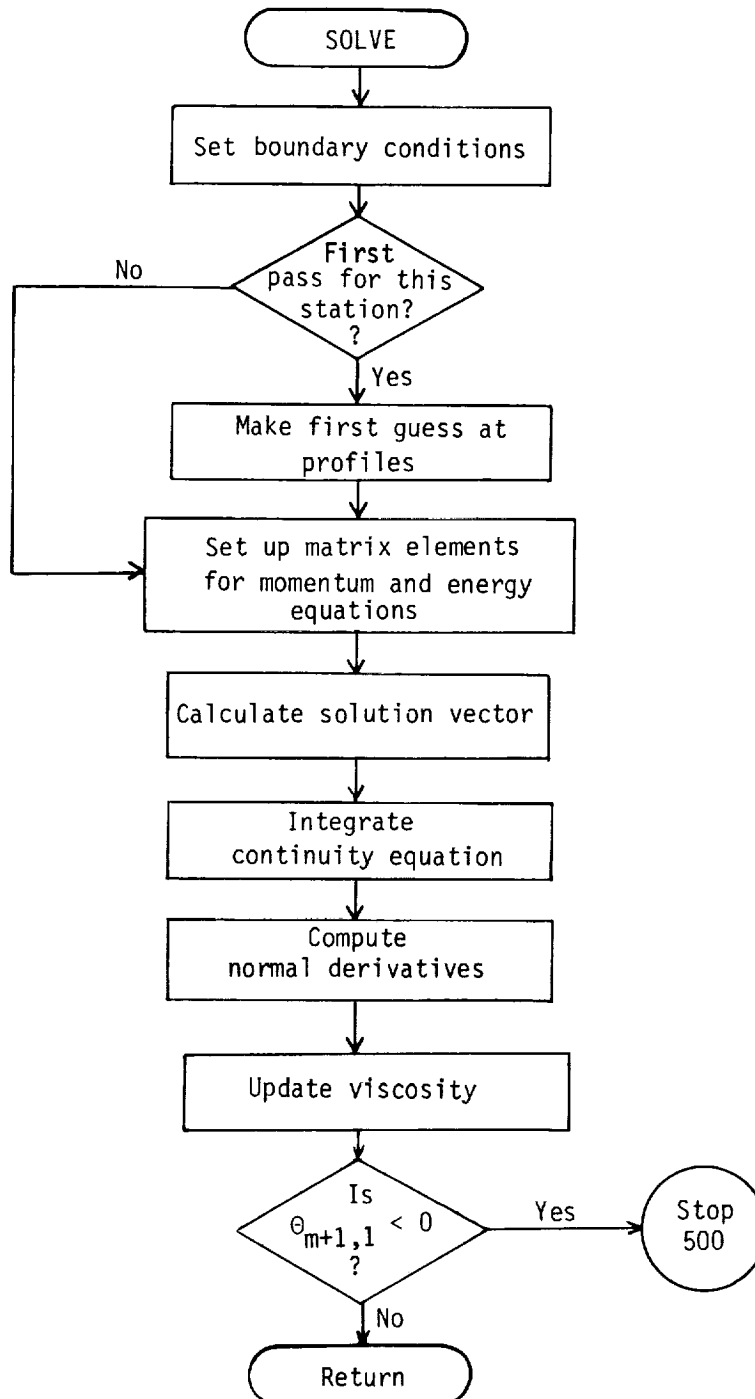 SOLVE
Set boundary conditions
First
pass for this
station?
?
No
Yes
Make first guess at
profiles
Set up matrix elements
for momentum and energy
equations
Calculate solution vector
Integrate
continuity equation
Compute
normal derivatives
Update viscosity
Is
Θm+1,1 < 0
?
Yes
Stop
500
No
Return